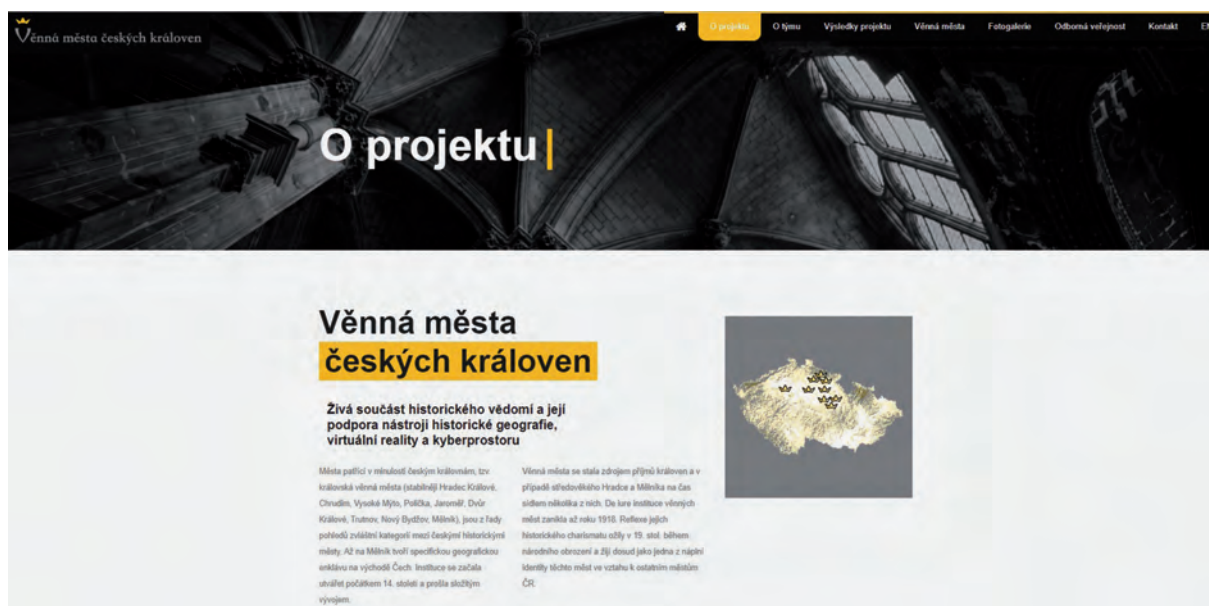 Věnná města českých královen
O projektu
O týmu
Výsledky projektu
Věnná města
Fotogalerie
Odborná veřejnost
Kontakt
EN
O projektu
Věnná města
českých královen
Živá součást historického vědomí a její
podpora nástroji historické geografie,
virtuální reality a kyberprostoru
Města patřící v minulosti českým královnám, tzv.
královská věnná města (stabilněji Hradec Králové,
Chrudim, Vysoké Mýto, Polička, Jaroměř, Dvůr
Králové, Trutnov, Nový Bydžov, Mělník), jsou z řady
pohledů zvláštní kategorií mezi českými historickými
městy. Až na Mělník tvoří specifickou geografickou
enklávu na východě Čech. Instituce se začala
utvářet počátkem 14. století a prošla složitým
vývojem.
Věnná města se stala zdrojem příjmů královen a v
případě středověkého Hradce a Mělníka na čas
sídlem několika z nich. De iure instituce věnných
měst zanikla až roku 1918. Reflexe jejich
historického charismatu ožily v 19. stol. během
národního obrození a žijí dosud jako jedna z náplní
identity těchto měst ve vztahu k ostatním městům
ČR.